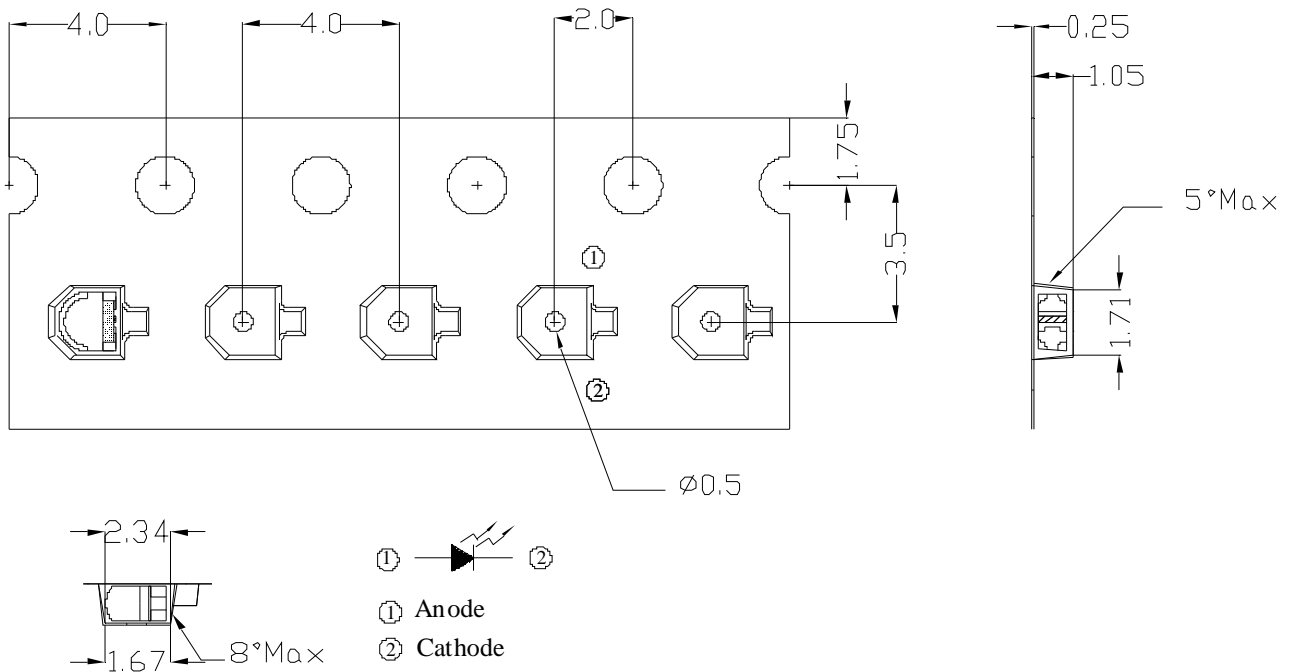 4.0
4.0
2.0
0.25
1.05
1.75
5°Max
3.5
①
1.71
②
Ø0.5
2.34
① ②
① Anode
② Cathode
8°Max
1.67